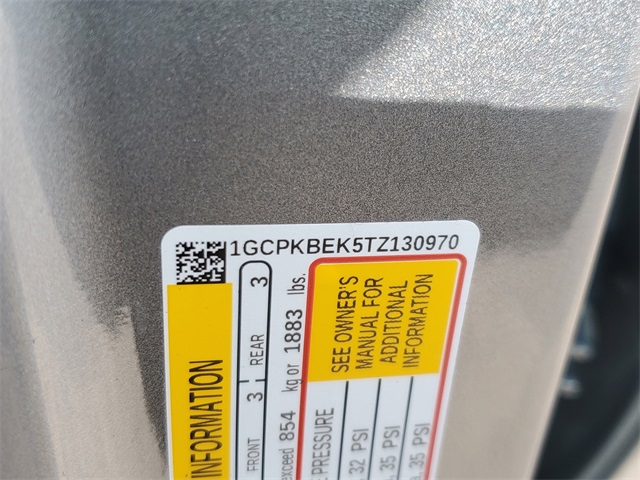 1GCPKBEK5TZ130970
INFORMATION
FRONT 3 REAR 3
exceed 854 kg or 1883 lbs.
PRESSURE
32 PSI
35 PSI
35 PSI
SEE OWNER'S
MANUAL FOR
ADDITIONAL
INFORMATION